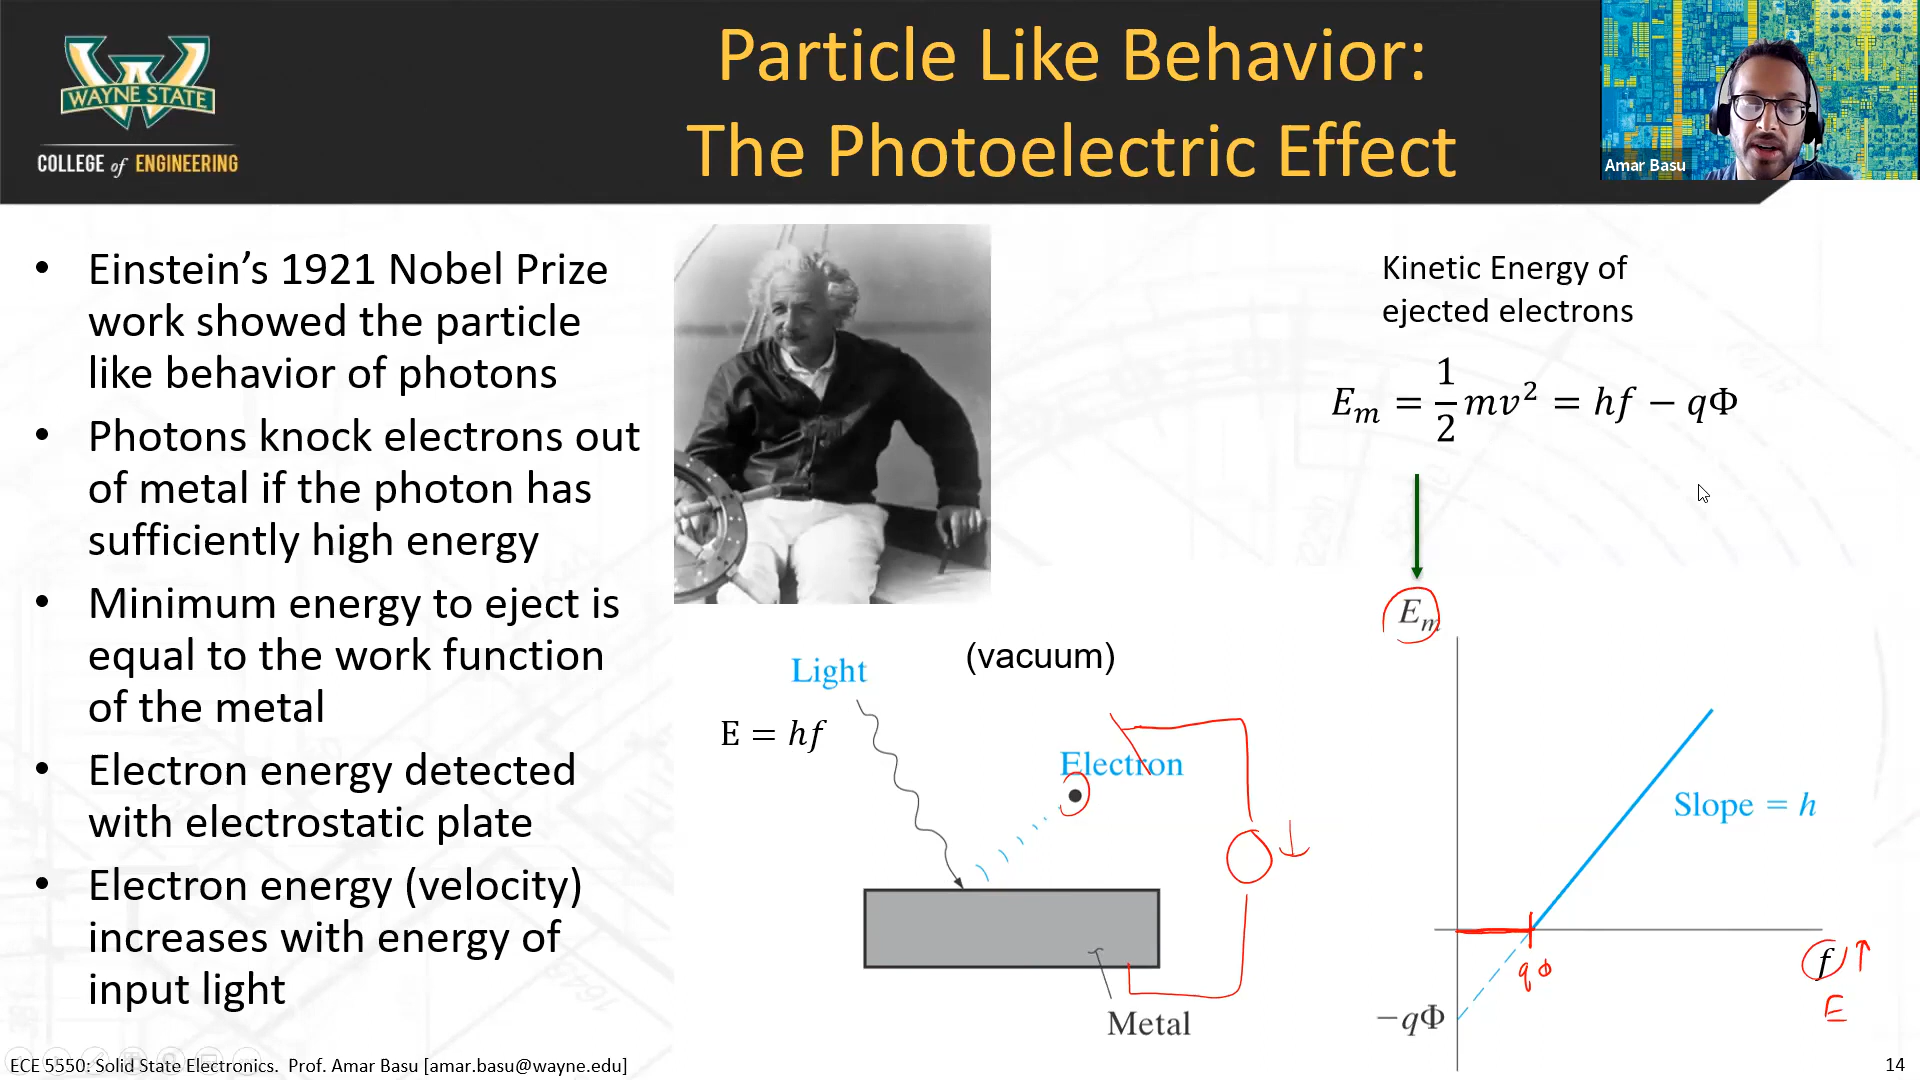 Particle Like Behavior:
The Photoelectric Effect
WAYNE STATE
COLLEGE of ENGINEERING
Amar Basu
• Einstein’s 1921 Nobel Prize
work showed the particle
like behavior of photons
• Photons knock electrons out
of metal if the photon has
sufficiently high energy
• Minimum energy to eject is
equal to the work function
of the metal
• Electron energy detected
with electrostatic plate
• Electron energy (velocity)
increases with energy of
input light
Light
(vacuum)
E = hf
Electron
Metal
Kinetic Energy of
ejected electrons
E_m = 1/2 mv² = hf − qΦ
E_m
Slope = h
qΦ
f ↑
E
−qΦ
ECE 5550: Solid State Electronics. Prof. Amar Basu [amar.basu@wayne.edu]
14